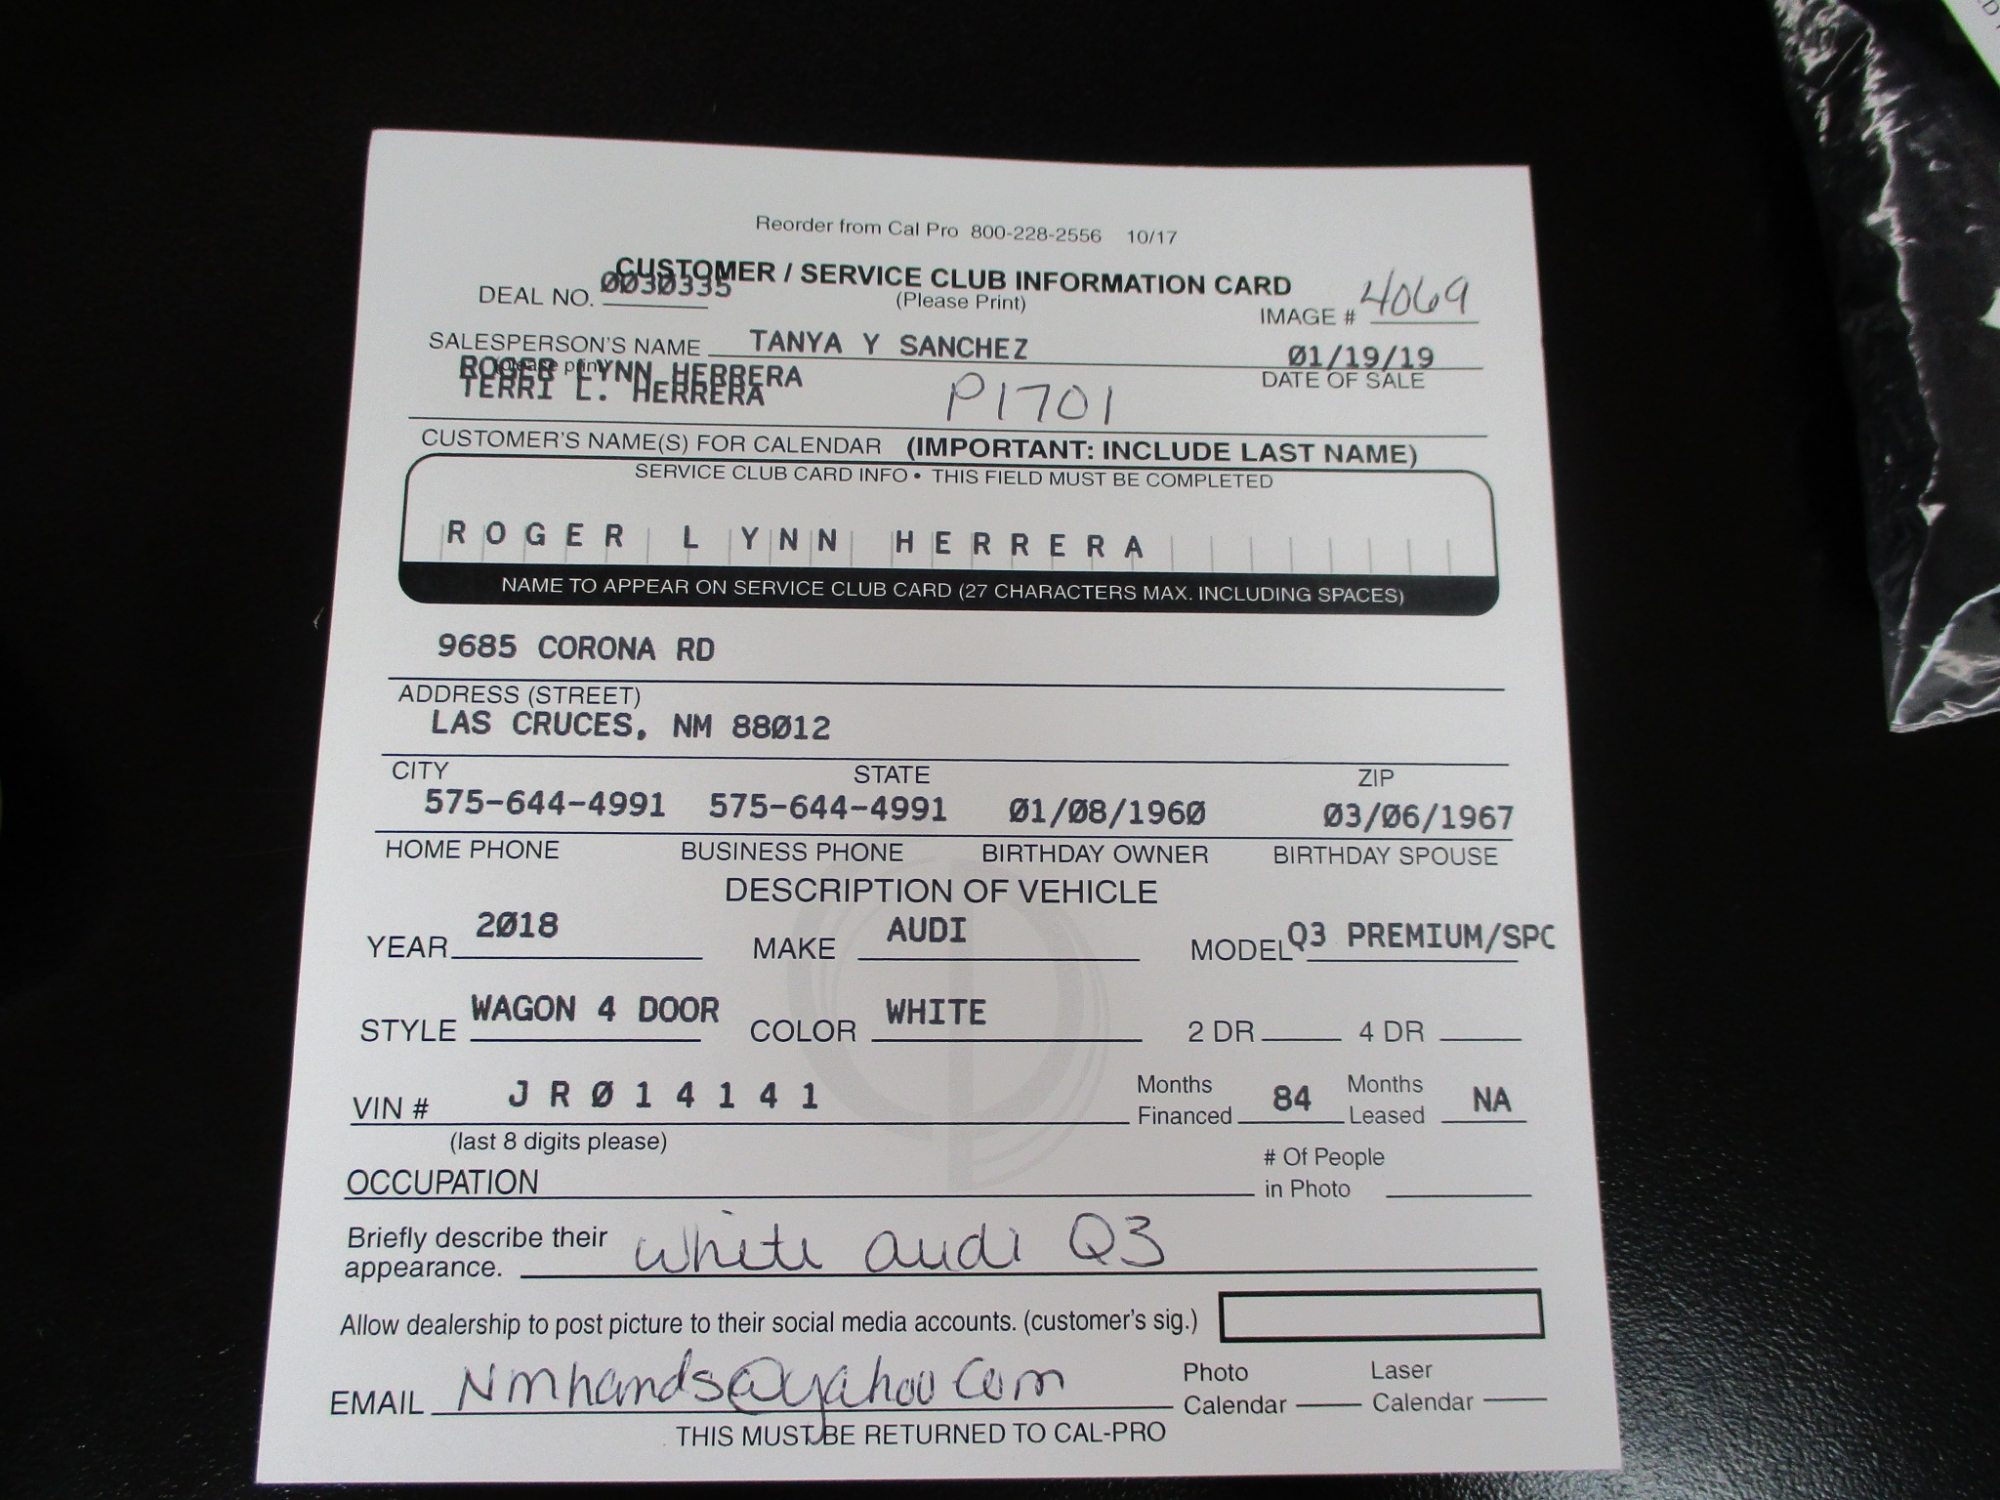 Reorder from Cal Pro 800-228-2556 10/17
CUSTOMER / SERVICE CLUB INFORMATION CARD
DEAL NO. 0030335 (Please Print) IMAGE # 4069
SALESPERSON'S NAME TANYA Y SANCHEZ 01/19/19
(please print) DATE OF SALE
ROGER LYNN HERRERA
TERRI L. HERRERA P1701
CUSTOMER'S NAME(S) FOR CALENDAR (IMPORTANT: INCLUDE LAST NAME)
SERVICE CLUB CARD INFO • THIS FIELD MUST BE COMPLETED
ROGER LYNN HERRERA
NAME TO APPEAR ON SERVICE CLUB CARD (27 CHARACTERS MAX. INCLUDING SPACES)
9685 CORONA RD
ADDRESS (STREET)
LAS CRUCES, NM 88012
CITY STATE ZIP
575-644-4991 575-644-4991 01/08/1960 03/06/1967
HOME PHONE BUSINESS PHONE BIRTHDAY OWNER BIRTHDAY SPOUSE
DESCRIPTION OF VEHICLE
YEAR 2018 MAKE AUDI MODEL Q3 PREMIUM/SPC
STYLE WAGON 4 DOOR COLOR WHITE 2 DR 4 DR
VIN # JR014141 Months Financed 84 Months Leased NA
(last 8 digits please)
OCCUPATION # Of People in Photo
Briefly describe their appearance. white audi Q3
Allow dealership to post picture to their social media accounts. (customer's sig.)
EMAIL Nmhands@yahoo com Photo Calendar Laser Calendar
THIS MUST BE RETURNED TO CAL-PRO